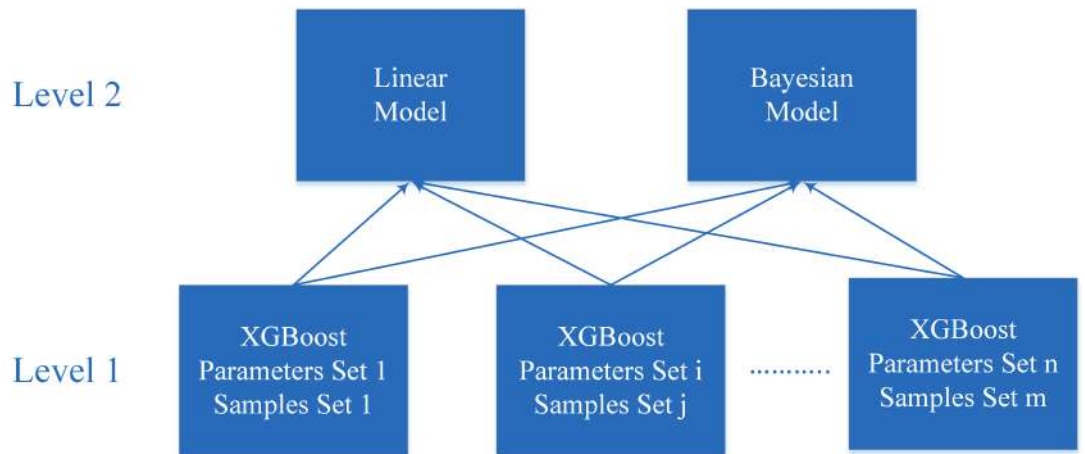 Level 2
Linear
Model
Bayesian
Model
Level 1
XGBoost
Parameters Set 1
Samples Set 1
XGBoost
Parameters Set i
Samples Set j
...........
XGBoost
Parameters Set n
Samples Set m